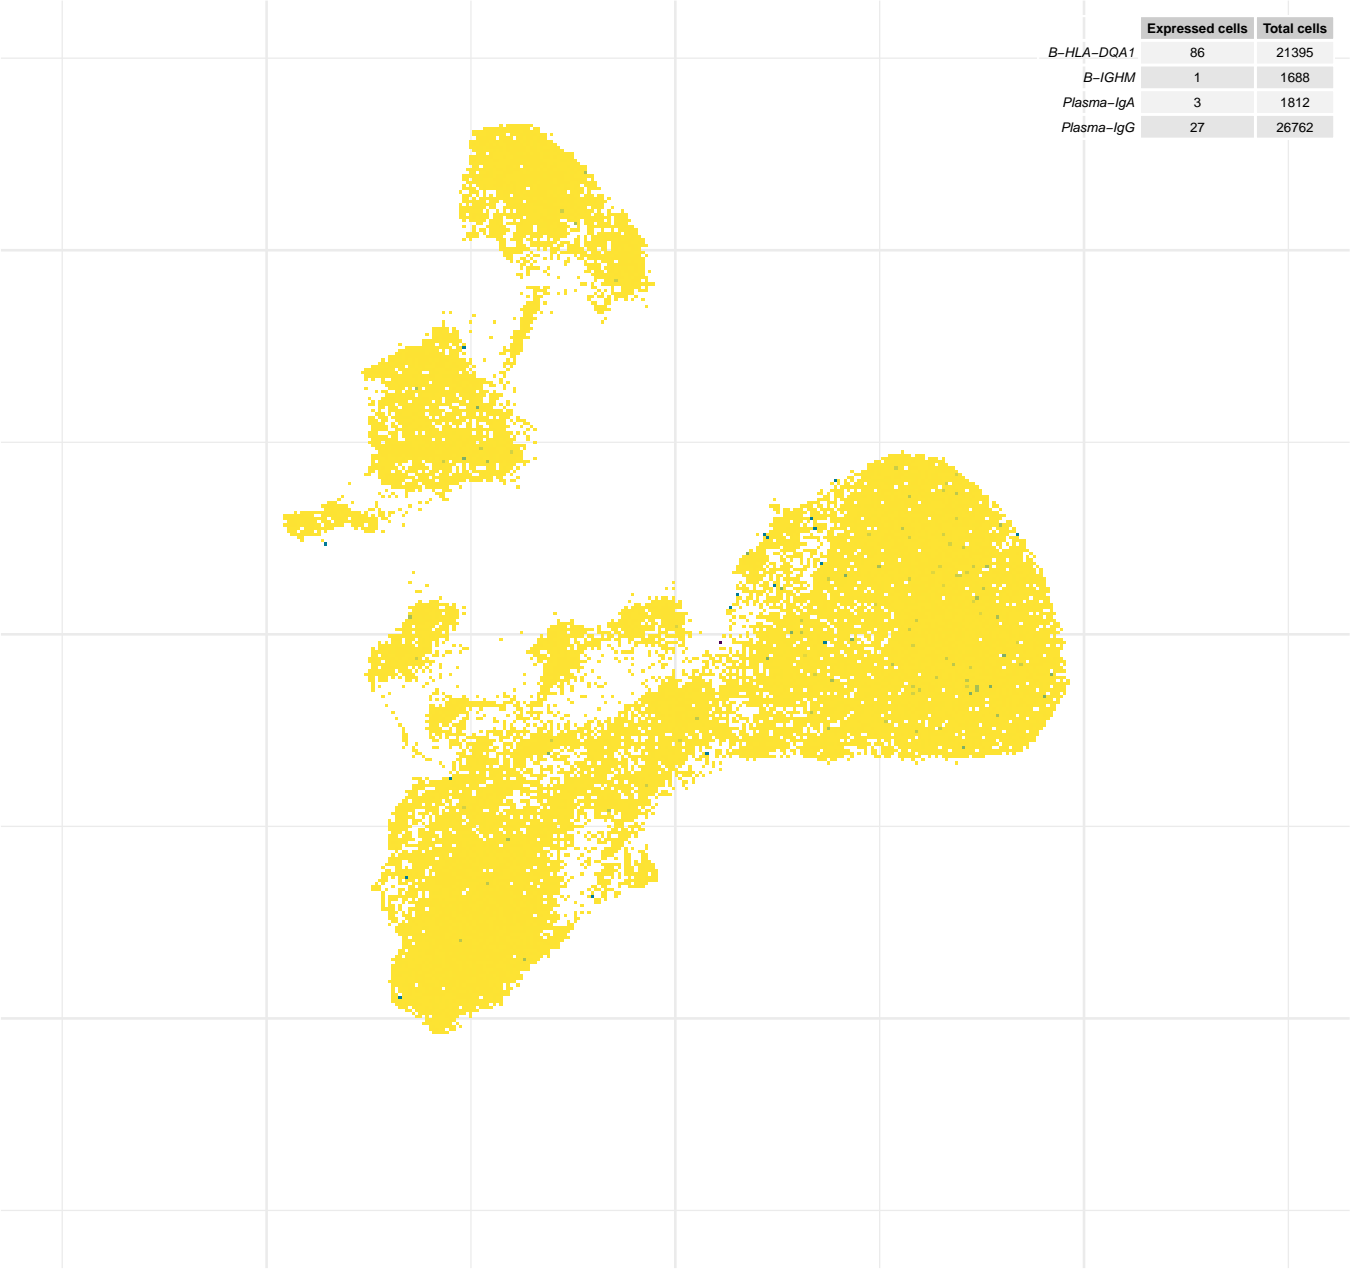 Expressed cells Total cells
B−HLA−DQA1 86 21395
B−IGHM 1 1688
Plasma−IgA 3 1812
Plasma−IgG 27 26762